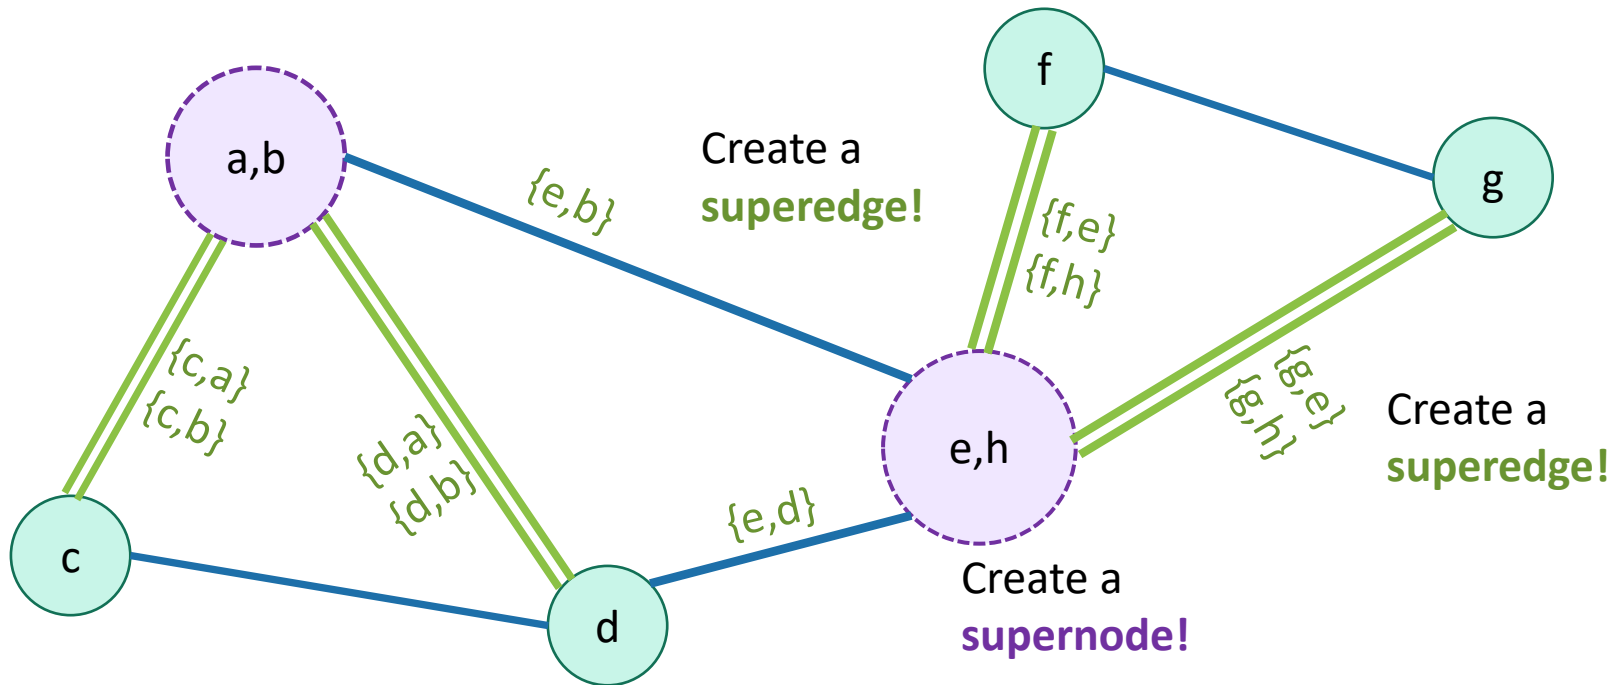 f
a,b
Create a
superedge!
{e,b}
g
{f,e}
{f,h}
{c,a}
{c,b}
{d,a}
{d,b}
{g,e}
{g,h}
Create a
superedge!
e,h
{e,d}
c
d
Create a
supernode!